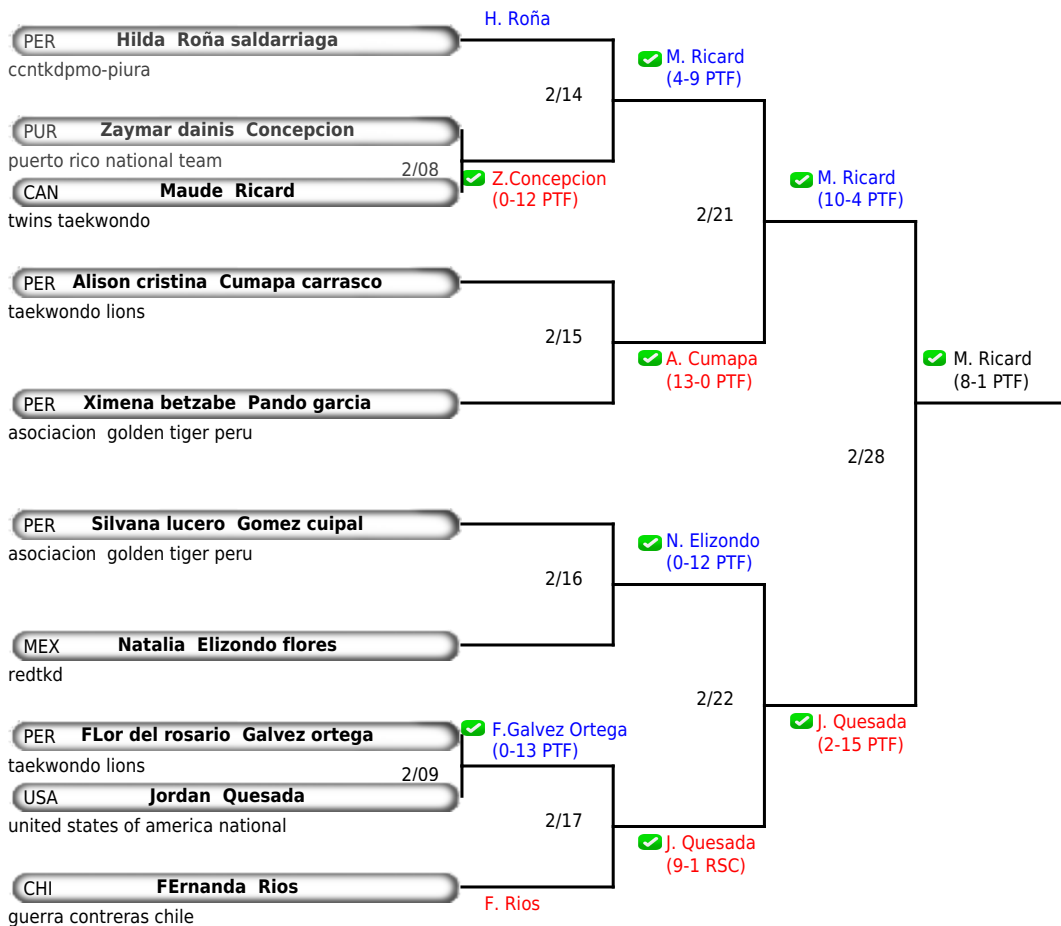 H. Roña
PER Hilda Roña saldarriaga
ccntkdpmo-piura
M. Ricard
(4-9 PTF)
2/14
PUR Zaymar dainis Concepcion
puerto rico national team
2/08
Z.Concepcion
(0-12 PTF)
CAN Maude Ricard
twins taekwondo
M. Ricard
(10-4 PTF)
2/21
PER Alison cristina Cumapa carrasco
taekwondo lions
2/15
A. Cumapa
(13-0 PTF)
M. Ricard
(8-1 PTF)
PER Ximena betzabe Pando garcia
asociacion golden tiger peru
2/28
PER Silvana lucero Gomez cuipal
asociacion golden tiger peru
N. Elizondo
(0-12 PTF)
2/16
MEX Natalia Elizondo flores
redtkd
2/22
J. Quesada
(2-15 PTF)
PER FLor del rosario Galvez ortega
taekwondo lions
F.Galvez Ortega
(0-13 PTF)
2/09
USA Jordan Quesada
united states of america national
2/17
J. Quesada
(9-1 RSC)
CHI FErnanda Rios
guerra contreras chile
F. Rios